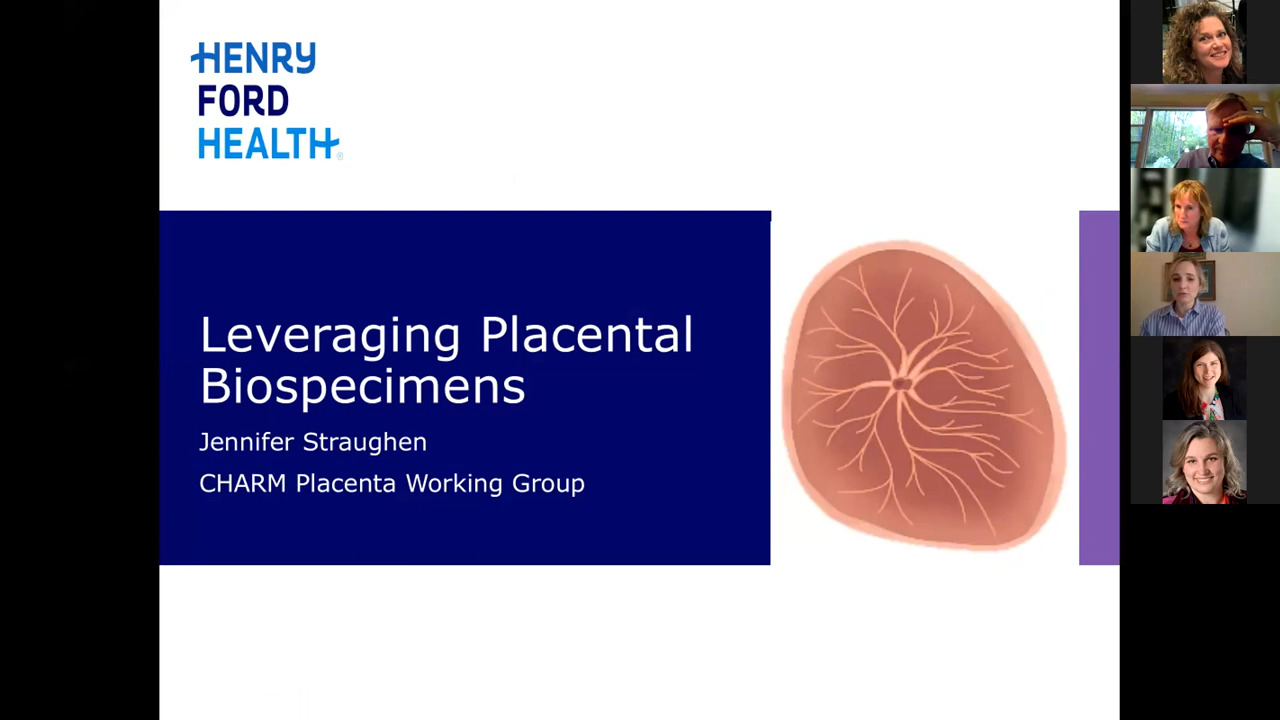 HENRY
FORD
HEALTH®
Leveraging Placental
Biospecimens
Jennifer Straughen
CHARM Placenta Working Group